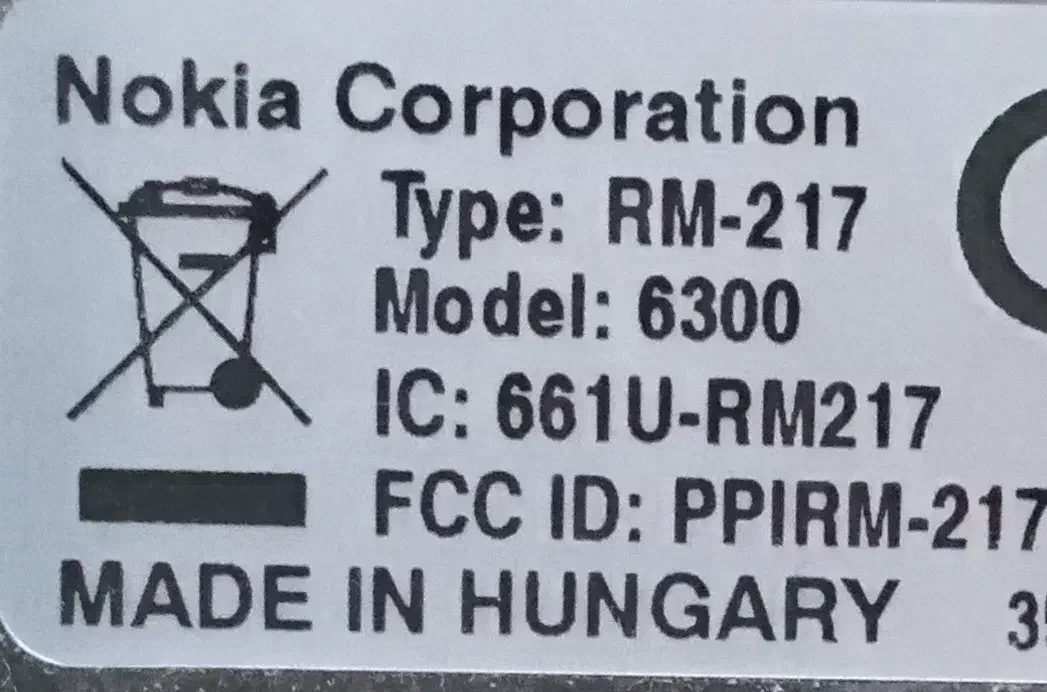 Nokia Corporation
Type: RM-217
Model: 6300
IC: 661U-RM217
FCC ID: PPIRM-217
MADE IN HUNGARY